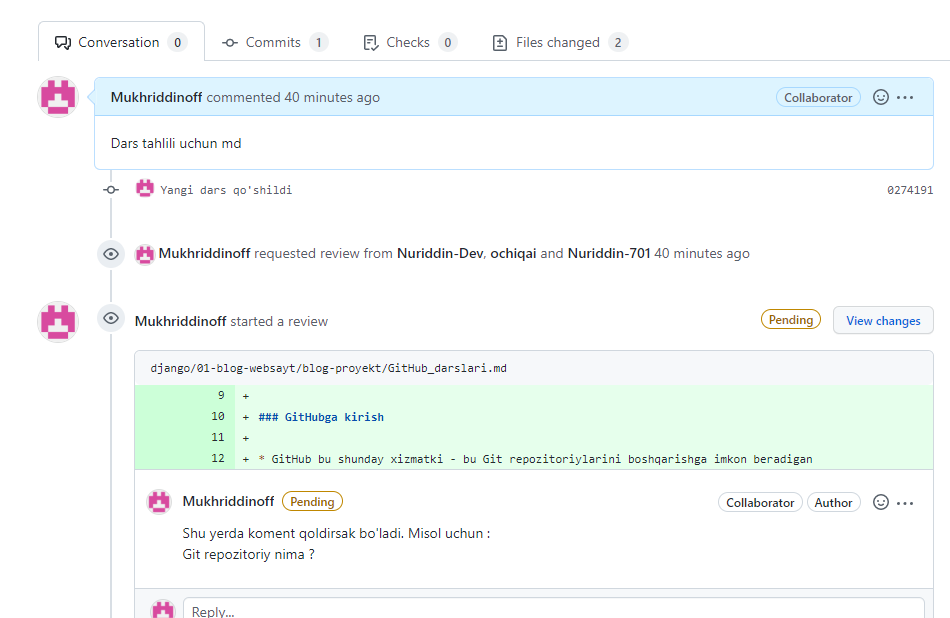 Conversation 0 Commits 1 Checks 0 Files changed 2
Mukhriddinoff commented 40 minutes ago Collaborator
Dars tahlili uchun md
Yangi dars qo'shildi 0274191
Mukhriddinoff requested review from Nuriddin-Dev, ochiqai and Nuriddin-701 40 minutes ago
Mukhriddinoff started a review Pending View changes
django/01-blog-websayt/blog-proyekt/GitHub_darslari.md
9 +
10 + ### GitHubga kirish
11 +
12 + * GitHub bu shunday xizmatki - bu Git repozitoriylarini boshqarishga imkon beradigan
Mukhriddinoff Pending Collaborator Author
Shu yerda koment qoldirsak bo'ladi. Misol uchun :
Git repozitoriy nima ?
Reply...